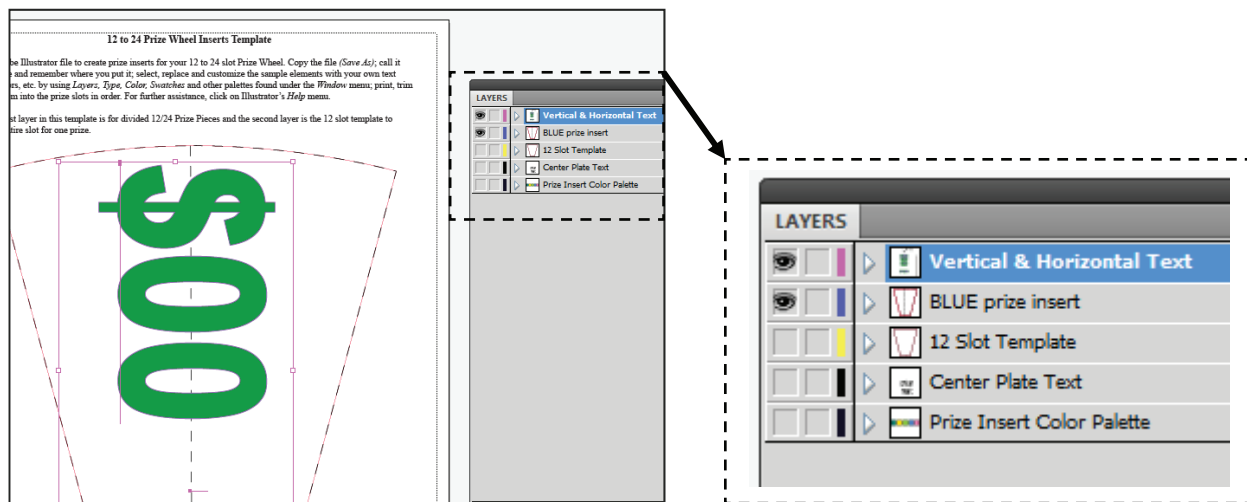 12 to 24 Prize Wheel Inserts Template
be Illustrator file to create prize inserts for your 12 to 24 slot Prize Wheel. Copy the file (Save As); call it
and remember where you put it; select, replace and customize the sample elements with your own text
rs, etc. by using Layers, Type, Color, Swatches and other palettes found under the Window menu; print, trim
m into the prize slots in order. For further assistance, click on Illustrator's Help menu.
st layer in this template is for divided 12/24 Prize Pieces and the second layer is the 12 slot template to
tire slot for one prize.
$00
LAYERS
Vertical & Horizontal Text
BLUE prize insert
12 Slot Template
Center Plate Text
Prize Insert Color Palette
LAYERS
Vertical & Horizontal Text
BLUE prize insert
12 Slot Template
Center Plate Text
Prize Insert Color Palette